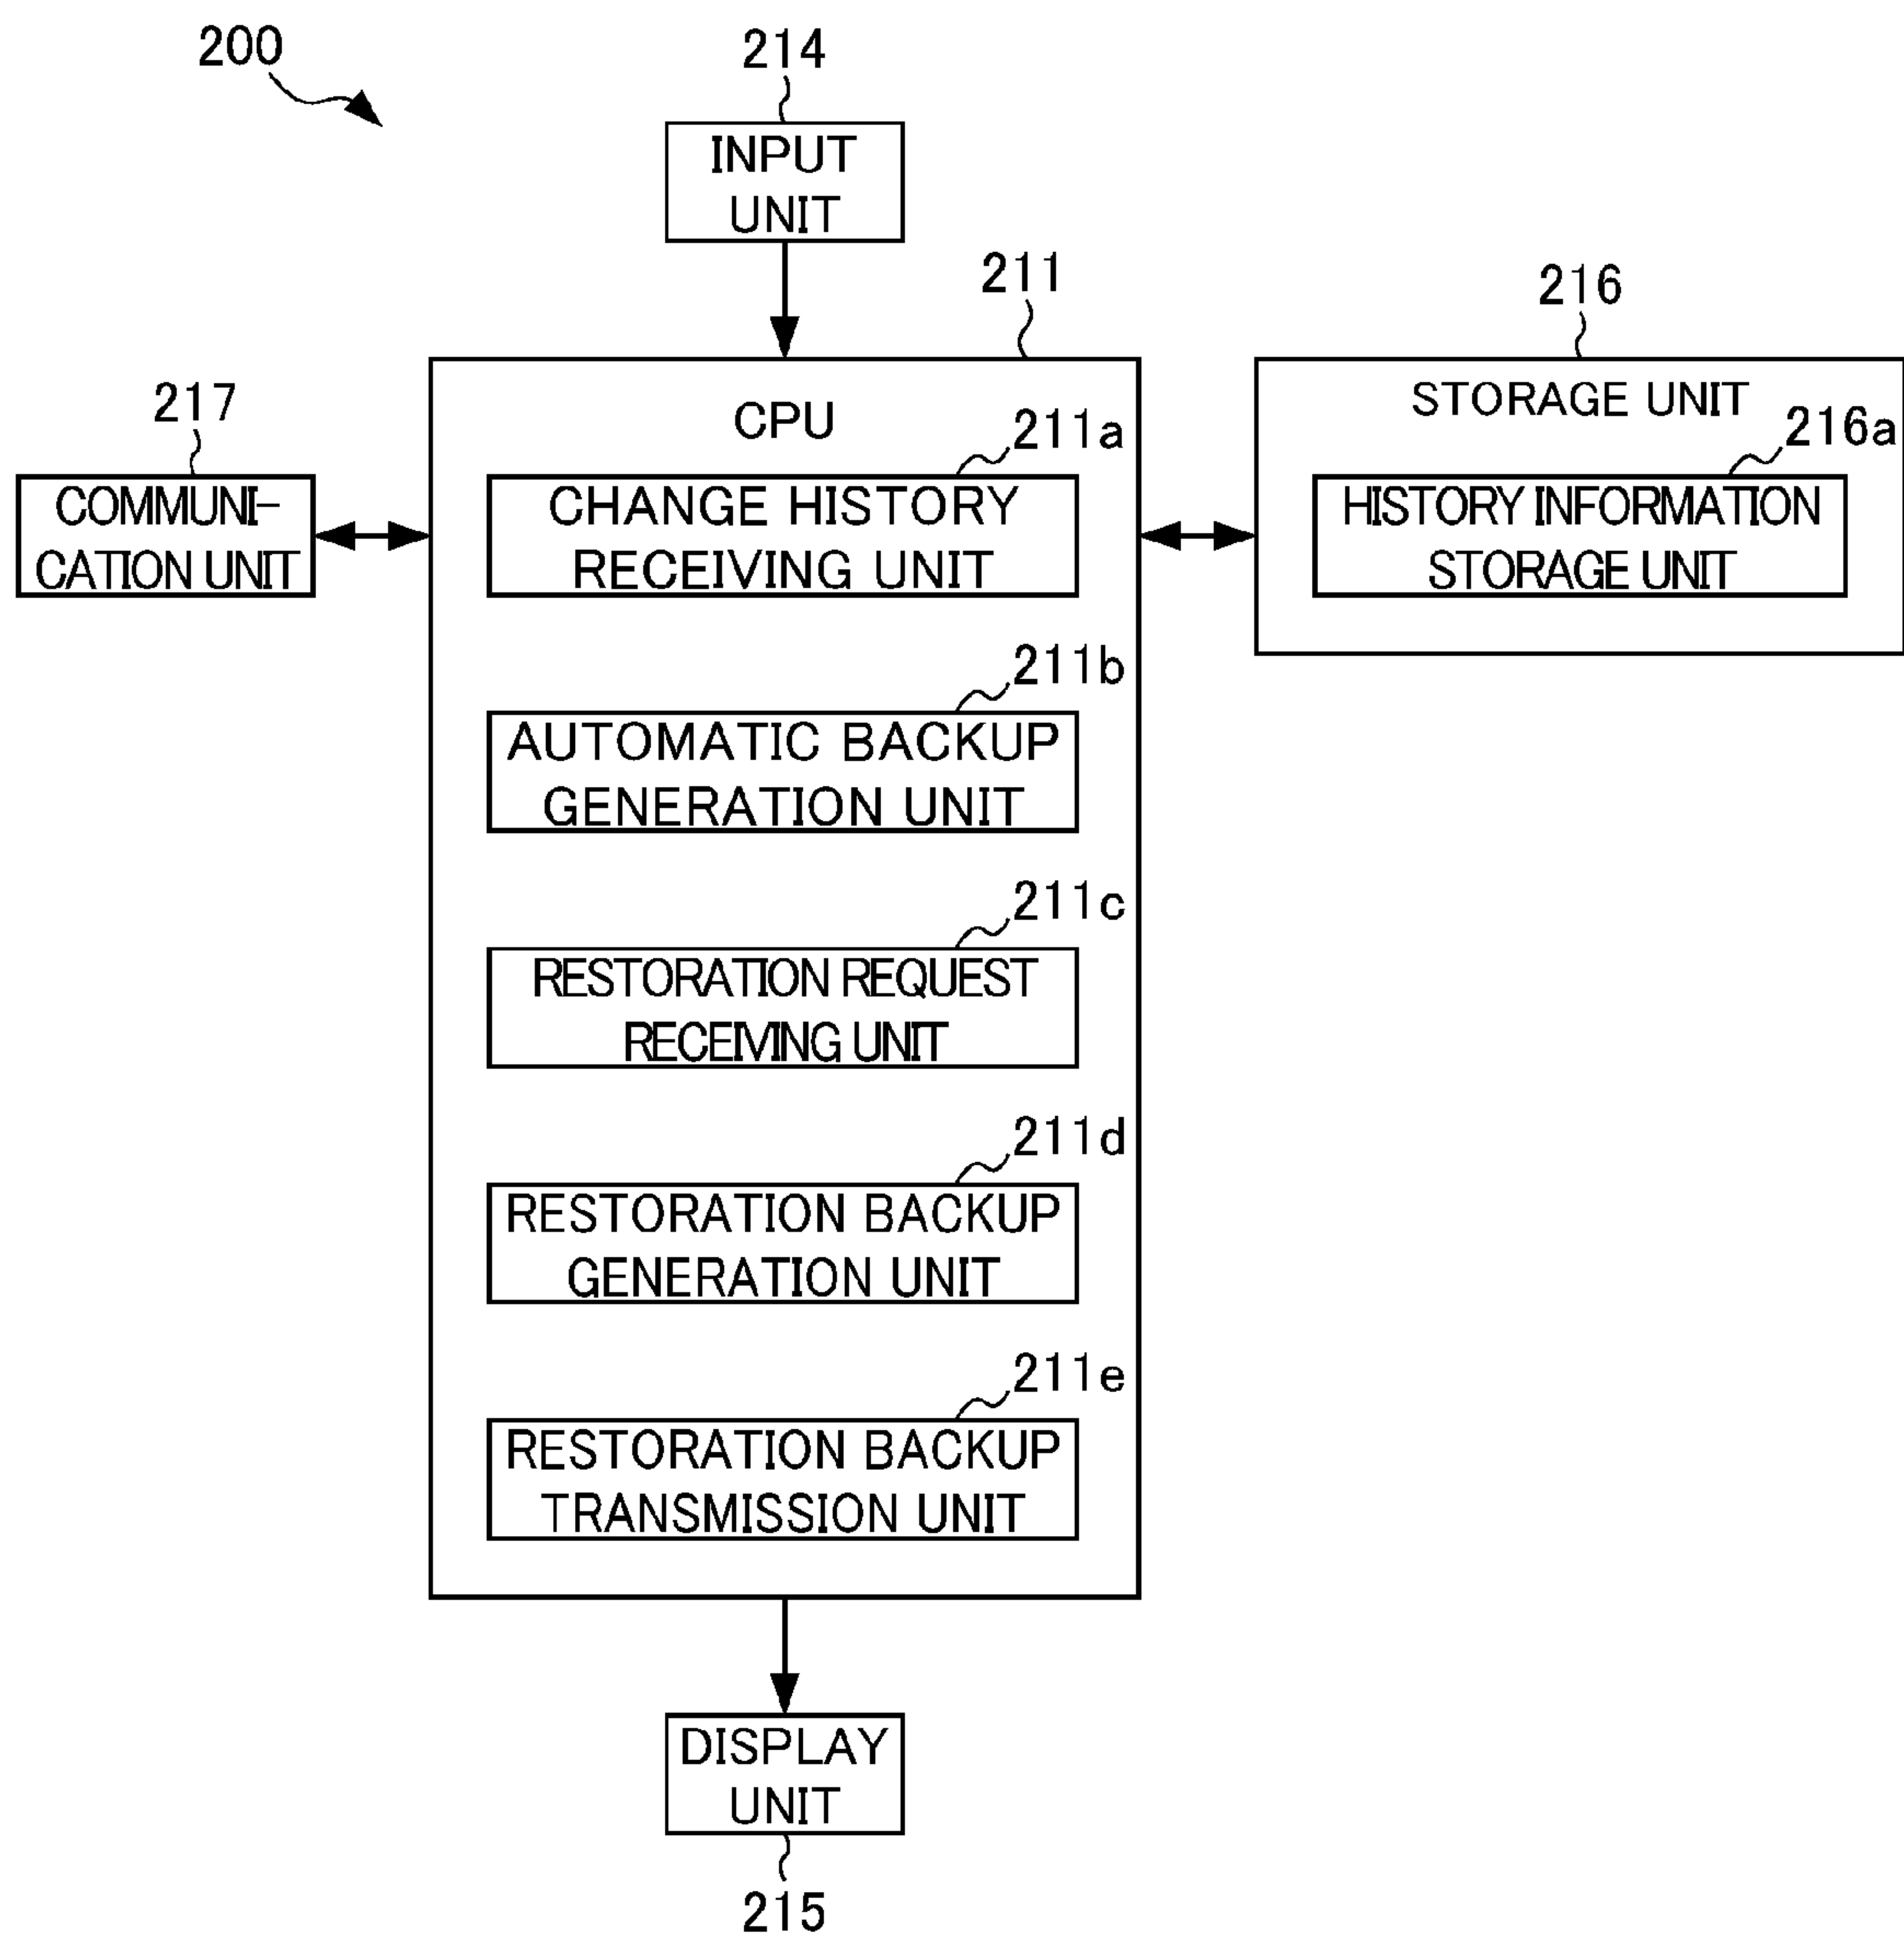 200
214
INPUT
UNIT
211
216
217
CPU
211a
STORAGE UNIT
216a
COMMUNI-
CATION UNIT
CHANGE HISTORY
RECEIVING UNIT
HISTORY INFORMATION
STORAGE UNIT
211b
AUTOMATIC BACKUP
GENERATION UNIT
211c
RESTORATION REQUEST
RECEIVING UNIT
211d
RESTORATION BACKUP
GENERATION UNIT
211e
RESTORATION BACKUP
TRANSMISSION UNIT
DISPLAY
UNIT
215